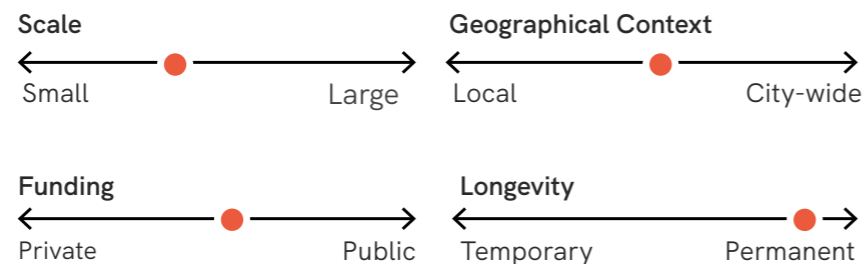 Scale
Small
Large
Geographical Context
Local
City-wide
Funding
Private
Public
Longevity
Temporary
Permanent